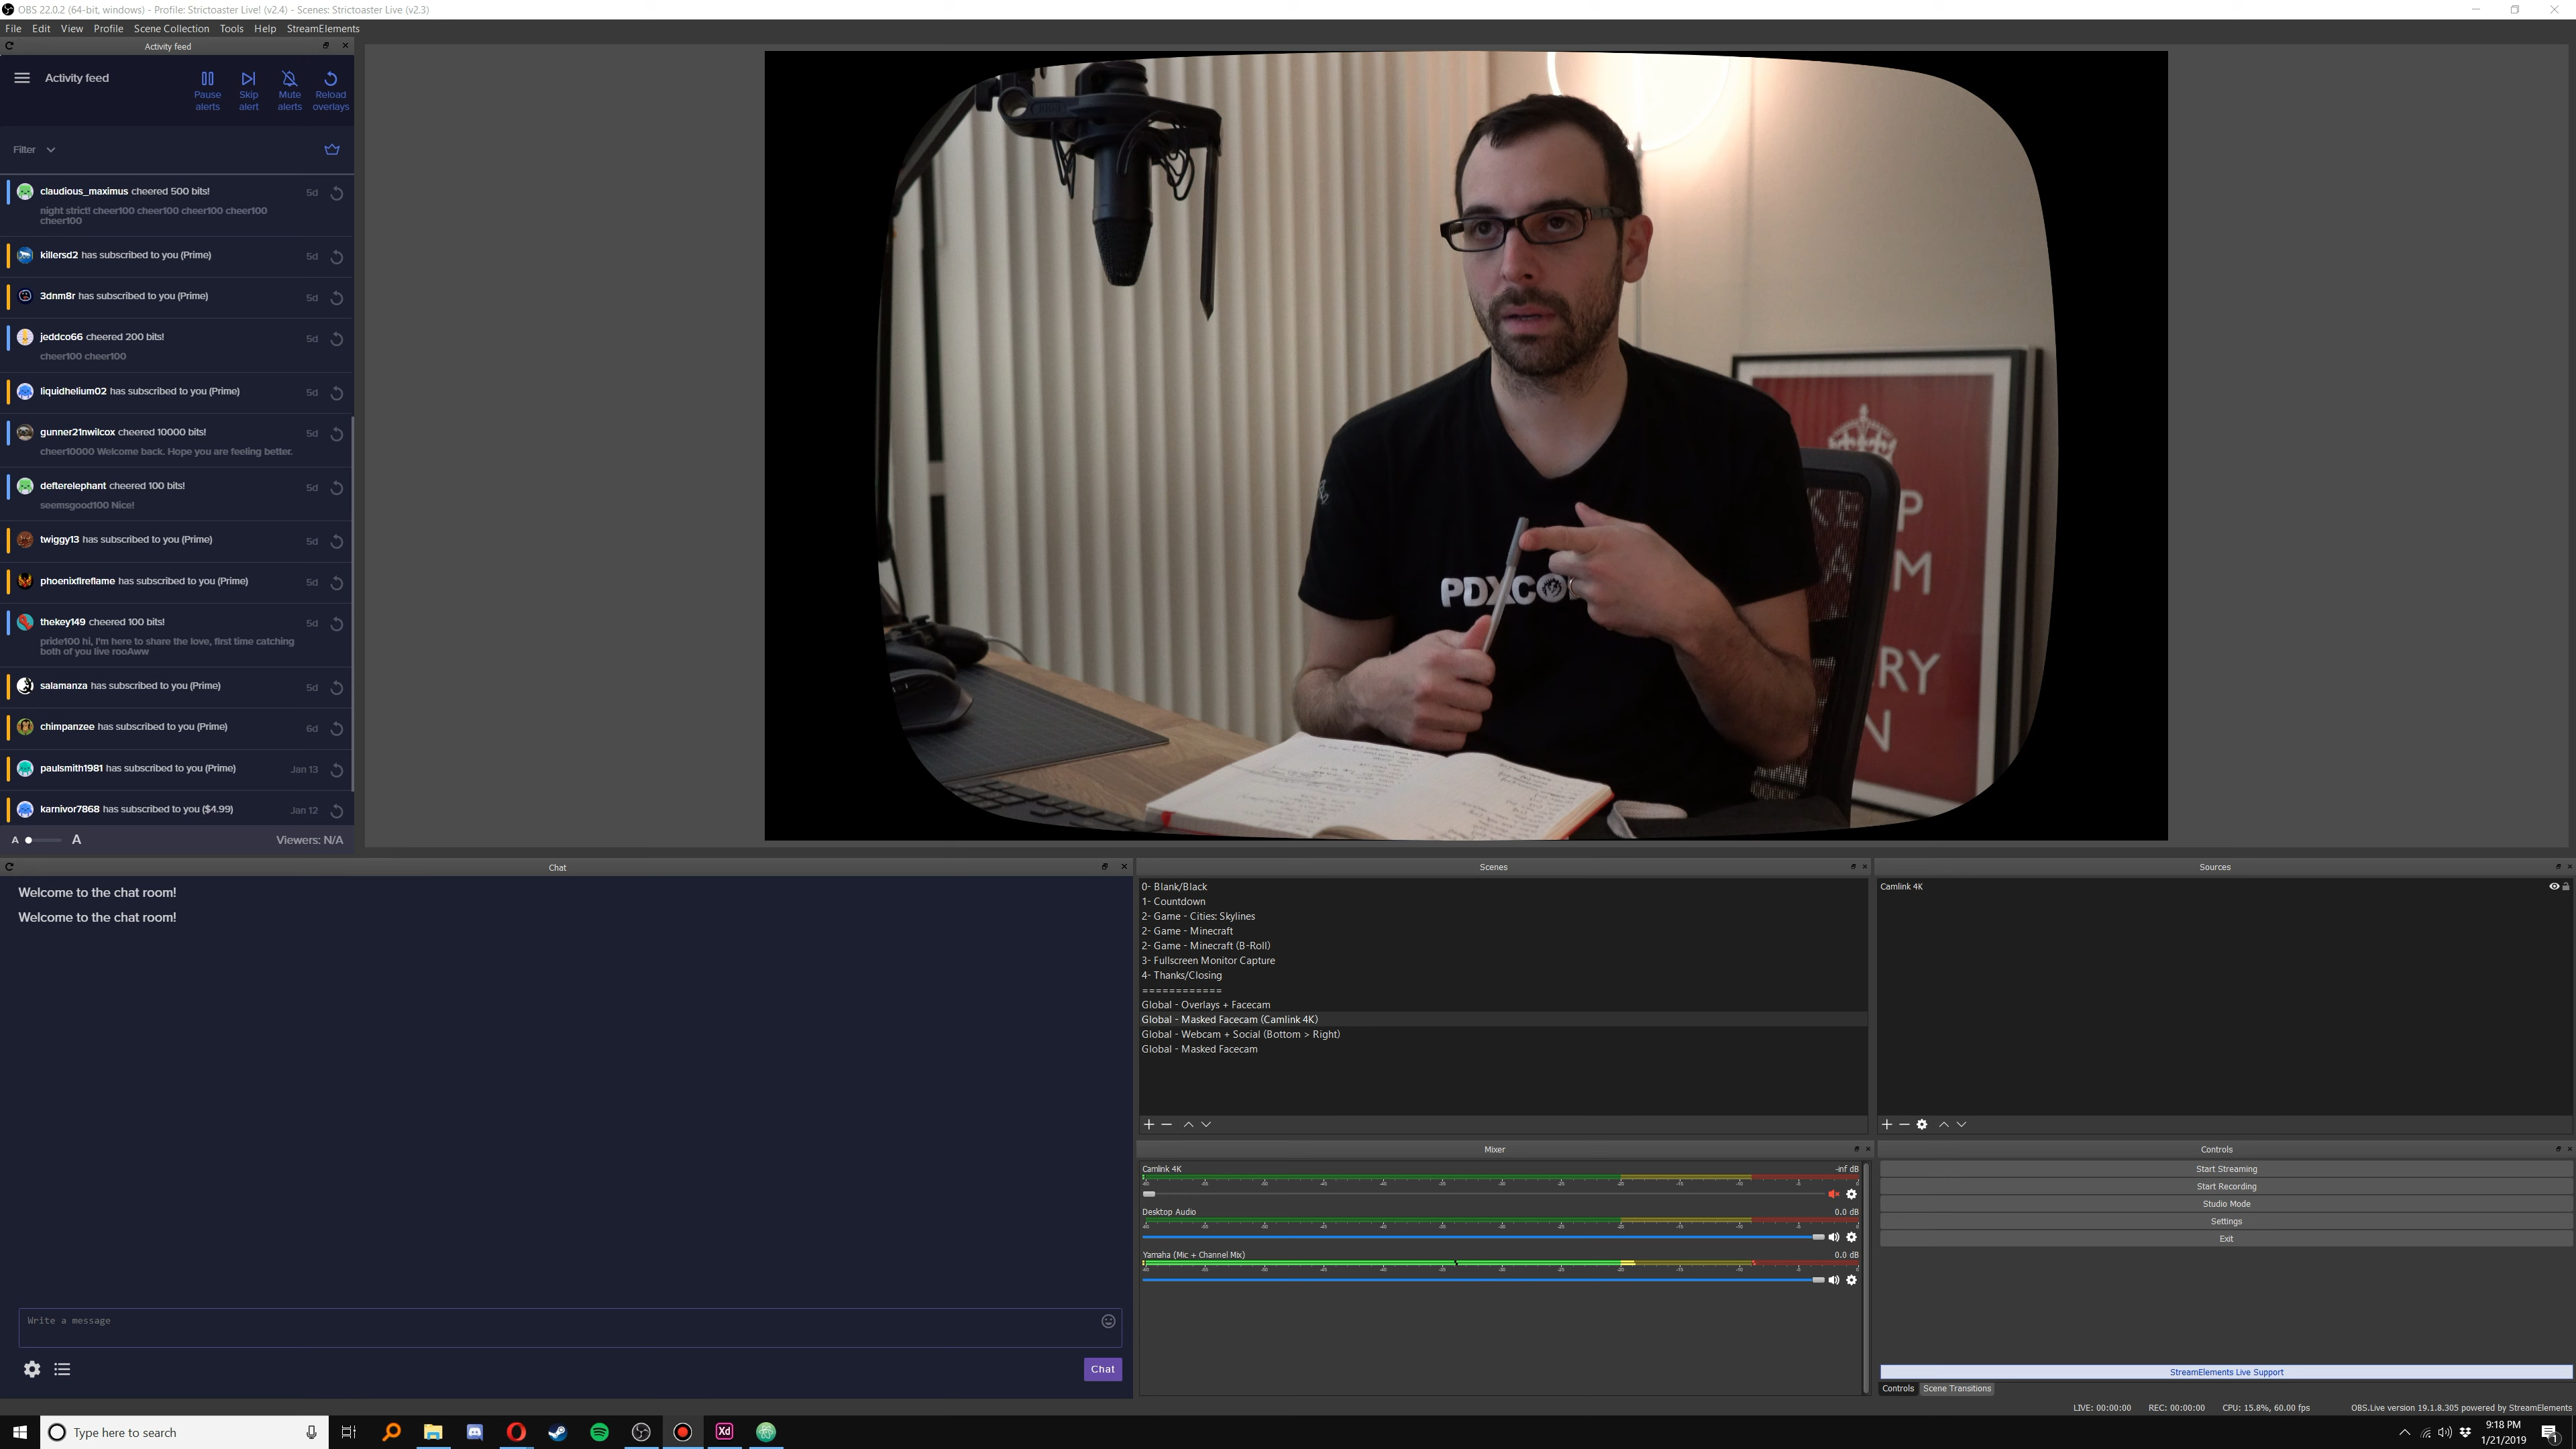 OBS 22.0.2 (64-bit, windows) - Profile: Strictoaster Live! (v2.4) - Scenes: Strictoaster Live (v2.3)
File Edit View Profile Scene Collection Tools Help StreamElements
Activity feed
Activity feed
Pause alerts
Skip alert
Mute alerts
Reload overlays
Filter
claudious_maximus cheered 500 bits! 5d
night strict! cheer100 cheer100 cheer100 cheer100
cheer100
killersd2 has subscribed to you (Prime) 5d
3dnm8r has subscribed to you (Prime) 5d
jeddco66 cheered 200 bits! 5d
cheer100 cheer100
liquidhelium02 has subscribed to you (Prime) 5d
gunner21nwilcox cheered 10000 bits! 5d
cheer10000 Welcome back. Hope you are feeling better.
defterelephant cheered 100 bits! 5d
seemsgood100 Nice!
twiggy13 has subscribed to you (Prime) 5d
phoenixfireflame has subscribed to you (Prime) 5d
thekey149 cheered 100 bits! 5d
pride100 hi, I'm here to share the love, first time catching
both of you live rooAww
salamanza has subscribed to you (Prime) 5d
chimpanzee has subscribed to you (Prime) 6d
paulsmith1981 has subscribed to you (Prime) Jan 13
karnivor7868 has subscribed to you ($4.99) Jan 12
A A Viewers: N/A
PDXCO
KEEP
RY
Chat
Welcome to the chat room!
Welcome to the chat room!
Write a message
Chat
Scenes
0- Blank/Black
1- Countdown
2- Game - Cities: Skylines
2- Game - Minecraft
2- Game - Minecraft (B-Roll)
3- Fullscreen Monitor Capture
4- Thanks/Closing
============
Global - Overlays + Facecam
Global - Masked Facecam (Camlink 4K)
Global - Webcam + Social (Bottom > Right)
Global - Masked Facecam
Sources
Camlink 4K
Mixer
Camlink 4K -inf dB
Desktop Audio 0.0 dB
Yamaha (Mic + Channel Mix) 0.0 dB
Controls
Start Streaming
Start Recording
Studio Mode
Settings
Exit
StreamElements Live Support
Controls Scene Transitions
LIVE: 00:00:00 REC: 00:00:00 CPU: 15.8%, 60.00 fps OBS.Live version 19.1.8.305 powered by StreamElements
Type here to search
Xd
9:18 PM
1/21/2019
1